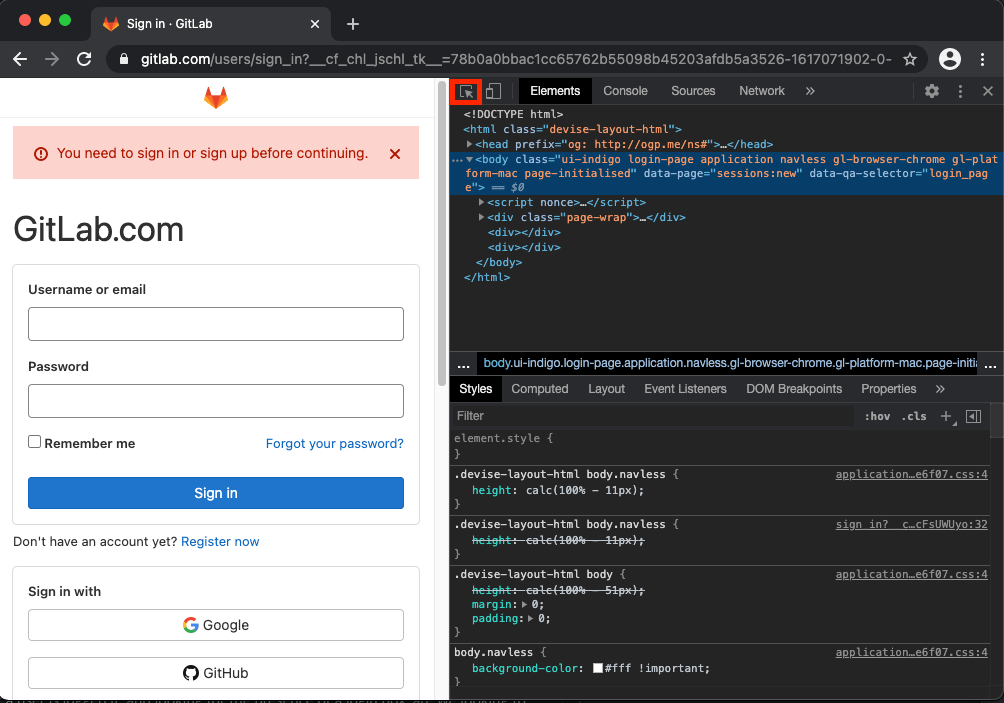 Sign in · GitLab
gitlab.com/users/sign_in?__cf_chl_jschl_tk__=78b0a0bbac1cc65762b55098b45203afdb5a3526-1617071902-0-
You need to sign in or sign up before continuing.
GitLab.com
Username or email
Password
Remember me
Forgot your password?
Sign in
Don't have an account yet? Register now
Sign in with
Google
GitHub
Elements Console Sources Network »
<!DOCTYPE html>
<html class="devise-layout-html">
<head prefix="og: http://ogp.me/ns#">…</head>
<body class="ui-indigo login-page application navless gl-browser-chrome gl-plat
form-mac page-initialised" data-page="sessions:new" data-qa-selector="login_pag
e"> == $0
<script nonce>…</script>
<div class="page-wrap">…</div>
<div></div>
<div></div>
</body>
</html>
... body.ui-indigo.login-page.application.navless.gl-browser-chrome.gl-platform-mac.page-initia ...
Styles Computed Layout Event Listeners DOM Breakpoints Properties »
Filter :hov .cls +
element.style {
}
.devise-layout-html body.navless { application…e6f07.css:4
height: calc(100% - 11px);
}
.devise-layout-html body.navless { sign_in?__c…cFsUWUyo:32
height: calc(100% - 11px);
}
.devise-layout-html body { application…e6f07.css:4
height: calc(100% - 51px);
margin: 0;
padding: 0;
}
body.navless { application…e6f07.css:4
background-color: #fff !important;
}